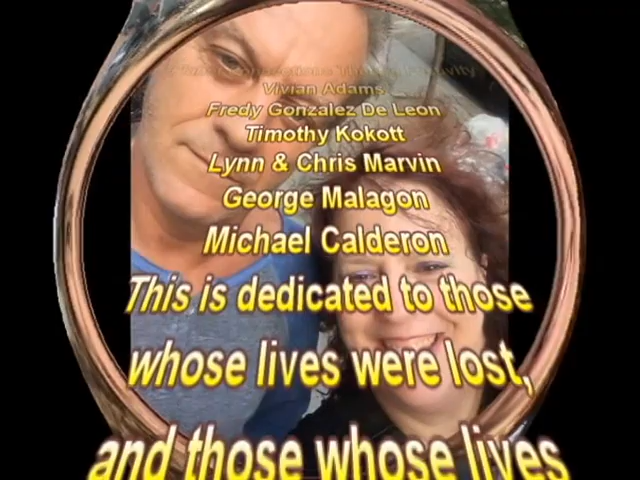 Vivian Adams
Fredy Gonzalez De Leon
Timothy Kokott
Lynn & Chris Marvin
George Malagon
Michael Calderon
This is dedicated to those
whose lives were lost,
and those whose lives